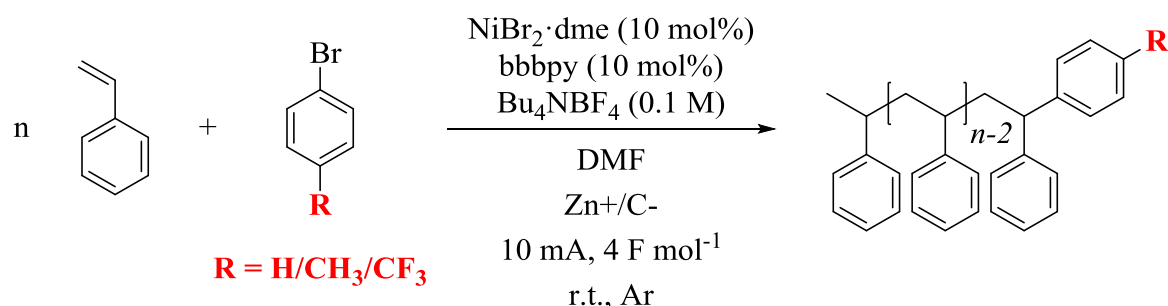 NiBr₂·dme (10 mol%)
bbbpy (10 mol%)
Bu₄NBF₄ (0.1 M)
n
+
Br
R
R = H/CH₃/CF₃
DMF
Zn+/C-
10 mA, 4 F mol⁻¹
r.t., Ar
n-2
R